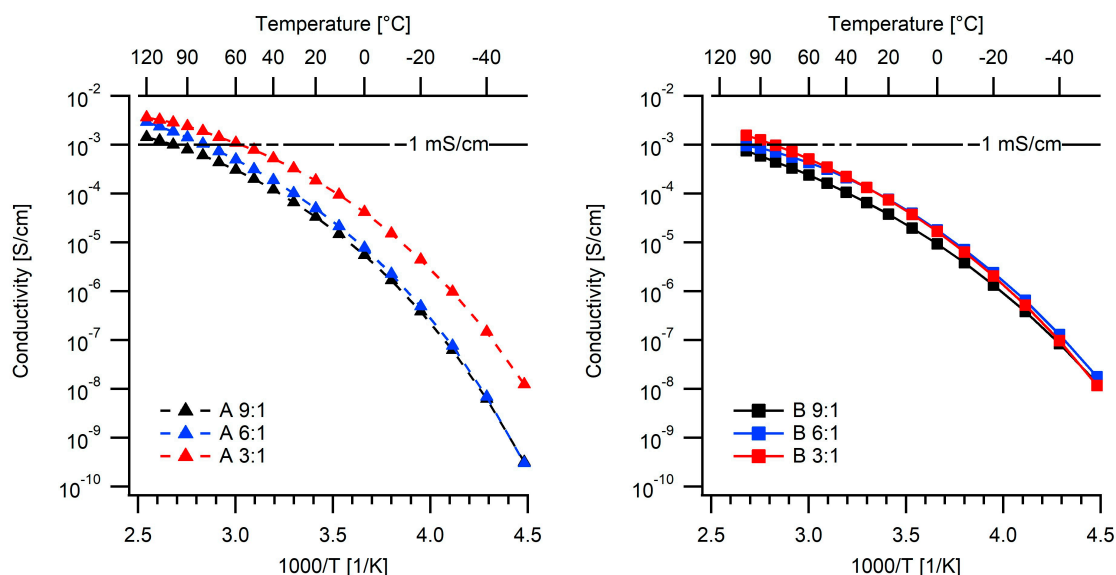 Temperature [°C]
120 90 60 40 20 0 -20 -40
10-2
10-3
10-4
10-5
10-6
10-7
10-8
10-9
10-10
Conductivity [S/cm]
1 mS/cm
A 9:1
A 6:1
A 3:1
2.5 3.0 3.5 4.0 4.5
1000/T [1/K]
Temperature [°C]
120 90 60 40 20 0 -20 -40
10-2
10-3
10-4
10-5
10-6
10-7
10-8
10-9
10-10
Conductivity [S/cm]
1 mS/cm
B 9:1
B 6:1
B 3:1
2.5 3.0 3.5 4.0 4.5
1000/T [1/K]